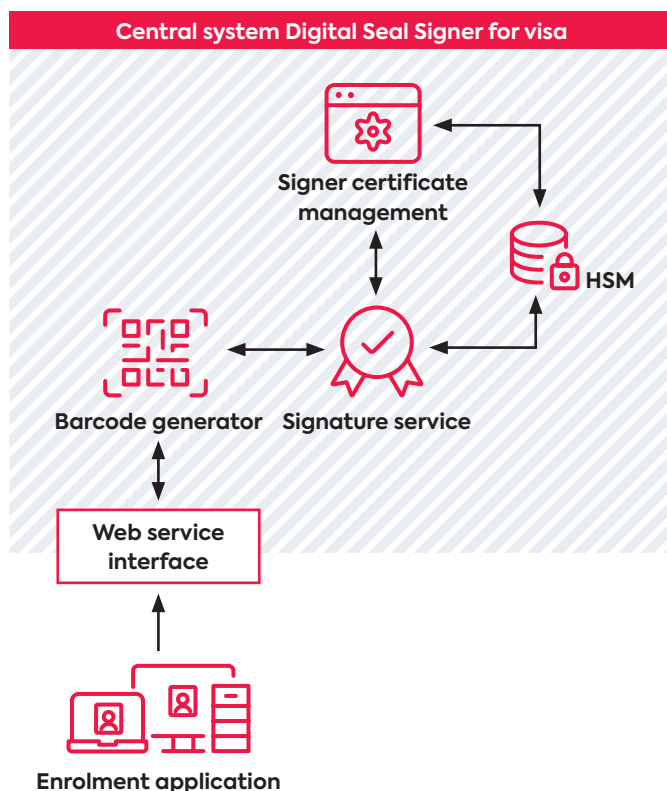 Central system Digital Seal Signer for visa
Signer certificate
management
HSM
Barcode generator
Signature service
Web service
interface
Enrolment application